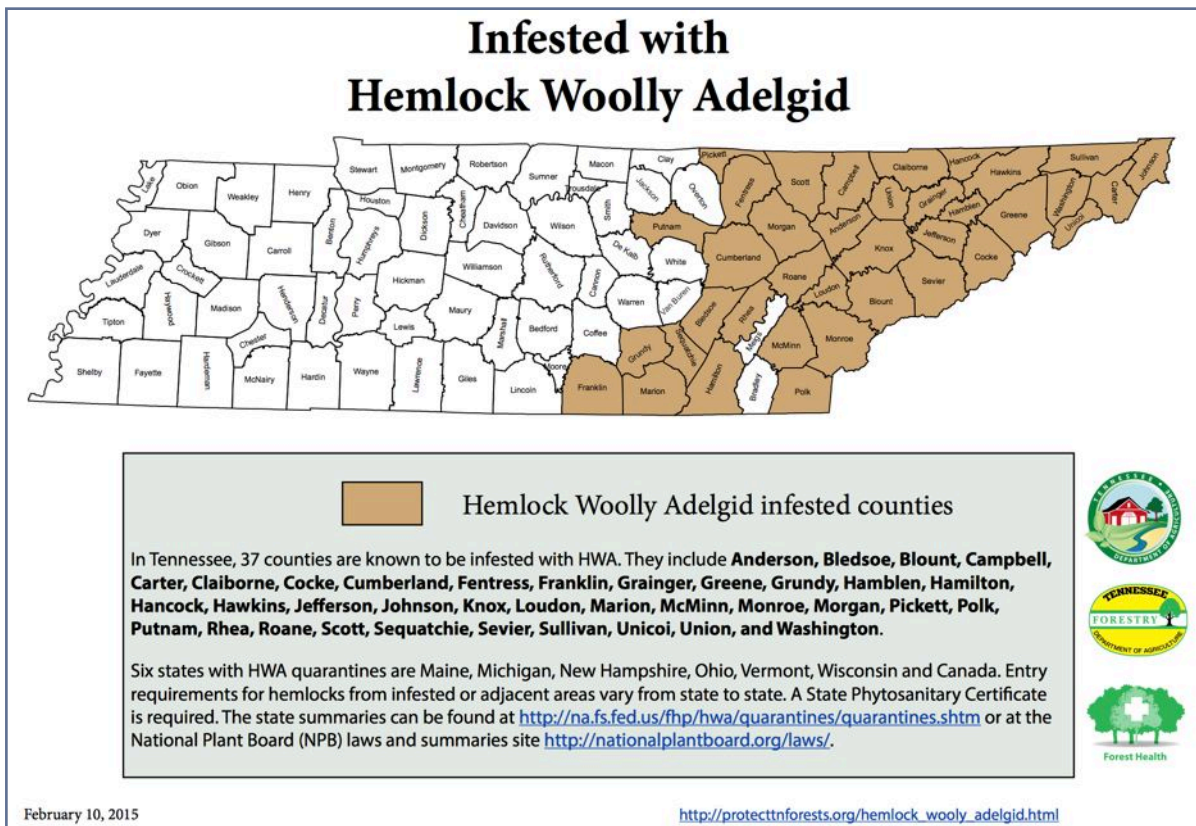 Infested with
Hemlock Woolly Adelgid
Lake
Obion
Weakley
Henry
Stewart
Montgomery
Robertson
Sumner
Macon
Trousdale
Clay
Jackson
Overton
Pickett
Fentress
Scott
Campbell
Claiborne
Hancock
Hawkins
Sullivan
Johnson
Carter
Washington
Unicoi
Greene
Hamblen
Grainger
Union
Houston
Dyer
Gibson
Carroll
Benton
Humphreys
Dickson
Cheatham
Davidson
Wilson
Smith
Putnam
De Kalb
White
Cumberland
Morgan
Anderson
Knox
Jefferson
Cocke
Sevier
Blount
Loudon
Roane
Lauderdale
Crockett
Haywood
Madison
Henderson
Decatur
Perry
Hickman
Williamson
Rutherford
Cannon
Warren
Van Buren
Bledsoe
Rhea
Meigs
McMinn
Monroe
Tipton
Chester
Lewis
Maury
Marshall
Bedford
Coffee
Grundy
Sequatchie
Hamilton
Shelby
Fayette
Hardeman
McNairy
Hardin
Wayne
Lawrence
Giles
Lincoln
Moore
Franklin
Marion
Bradley
Polk
Hemlock Woolly Adelgid infested counties
In Tennessee, 37 counties are known to be infested with HWA. They include Anderson, Bledsoe, Blount, Campbell,
Carter, Claiborne, Cocke, Cumberland, Fentress, Franklin, Grainger, Greene, Grundy, Hamblen, Hamilton,
Hancock, Hawkins, Jefferson, Johnson, Knox, Loudon, Marion, McMinn, Monroe, Morgan, Pickett, Polk,
Putnam, Rhea, Roane, Scott, Sequatchie, Sevier, Sullivan, Unicoi, Union, and Washington.
Six states with HWA quarantines are Maine, Michigan, New Hampshire, Ohio, Vermont, Wisconsin and Canada. Entry
requirements for hemlocks from infested or adjacent areas vary from state to state. A State Phytosanitary Certificate
is required. The state summaries can be found at http://na.fs.fed.us/fhp/hwa/quarantines/quarantines.shtm or at the
National Plant Board (NPB) laws and summaries site http://nationalplantboard.org/laws/.
TENNESSEE
DEPARTMENT OF AGRICULTURE
TENNESSEE
FORESTRY
DEPARTMENT OF AGRICULTURE
Forest Health
February 10, 2015
http://protecttnforests.org/hemlock_wooly_adelgid.html